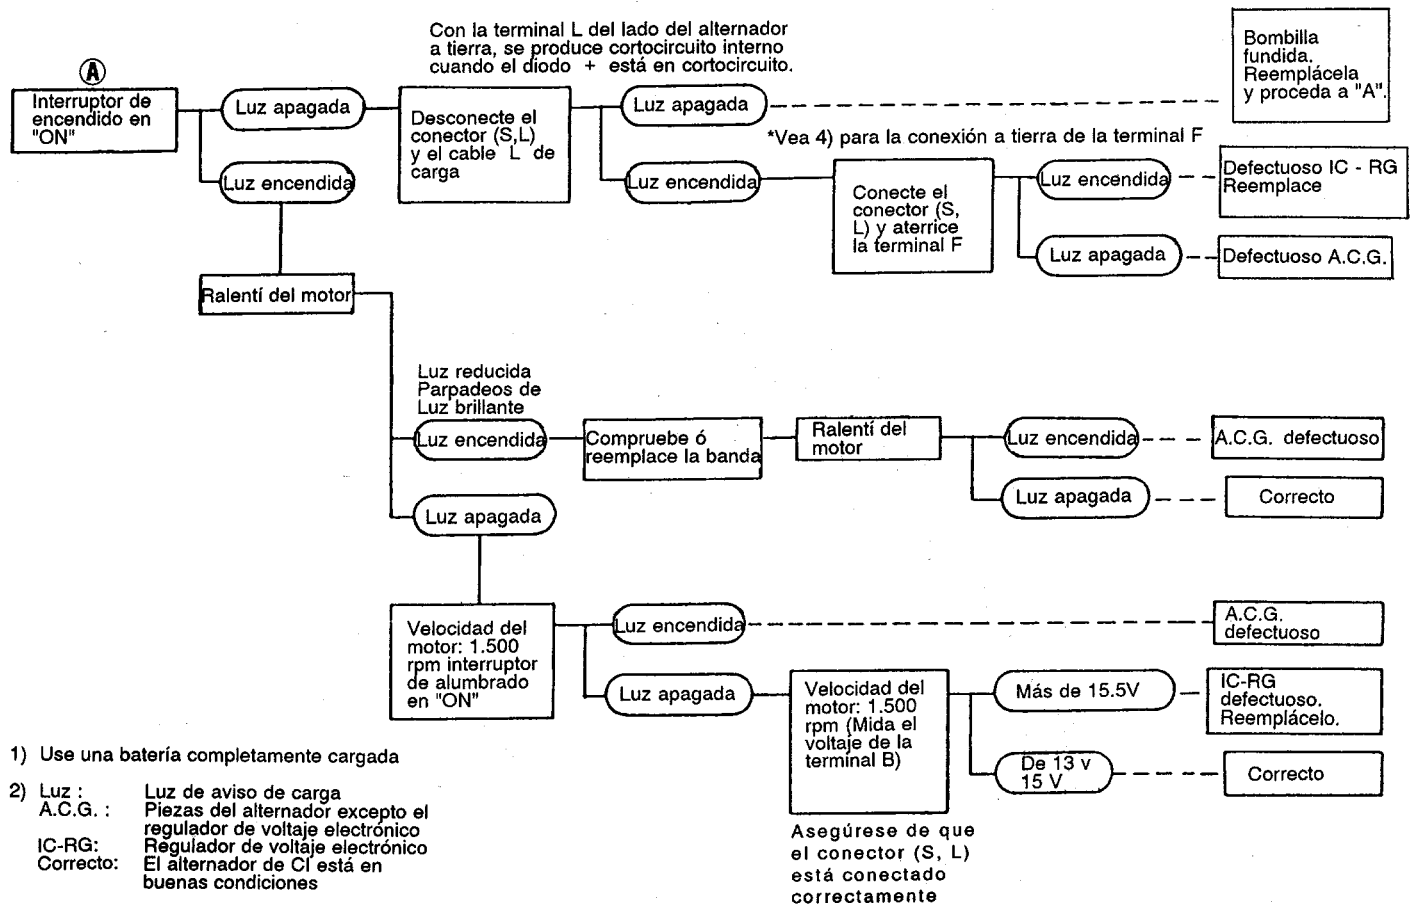 Con la terminal L del lado del alternador
a tierra, se produce cortocircuito interno
cuando el diodo + está en cortocircuito.
A
Interruptor de
encendido en
"ON"
Luz apagada
Luz encendida
Desconecte el
conector (S,L)
y el cable L de
carga
Luz apagada
Bombilla
fundida.
Reemplácela
y proceda a "A".
*Vea 4) para la conexión a tierra de la terminal F
Luz encendida
Conecte el
conector (S,
L) y aterrice
la terminal F
Luz encendida
Defectuoso IC - RG
Reemplace
Luz apagada
Defectuoso A.C.G.
Ralentí del motor
Luz reducida
Parpadeos de
Luz brillante
Luz encendida
Compruebe ó
reemplace la banda
Ralentí del
motor
Luz encendida
A.C.G. defectuoso
Luz apagada
Correcto
Luz apagada
Velocidad del
motor: 1.500
rpm interruptor
de alumbrado
en "ON"
Luz encendida
A.C.G.
defectuoso
Luz apagada
Velocidad del
motor: 1.500
rpm (Mida el
voltaje de la
terminal B)
Más de 15.5V
IC-RG
defectuoso.
Reemplácelo.
De 13 v
15 V
Correcto
Asegúrese de que
el conector (S, L)
está conectado
correctamente
1) Use una batería completamente cargada
2) Luz : Luz de aviso de carga
A.C.G. : Piezas del alternador excepto el
regulador de voltaje electrónico
IC-RG: Regulador de voltaje electrónico
Correcto: El alternador de CI está en
buenas condiciones